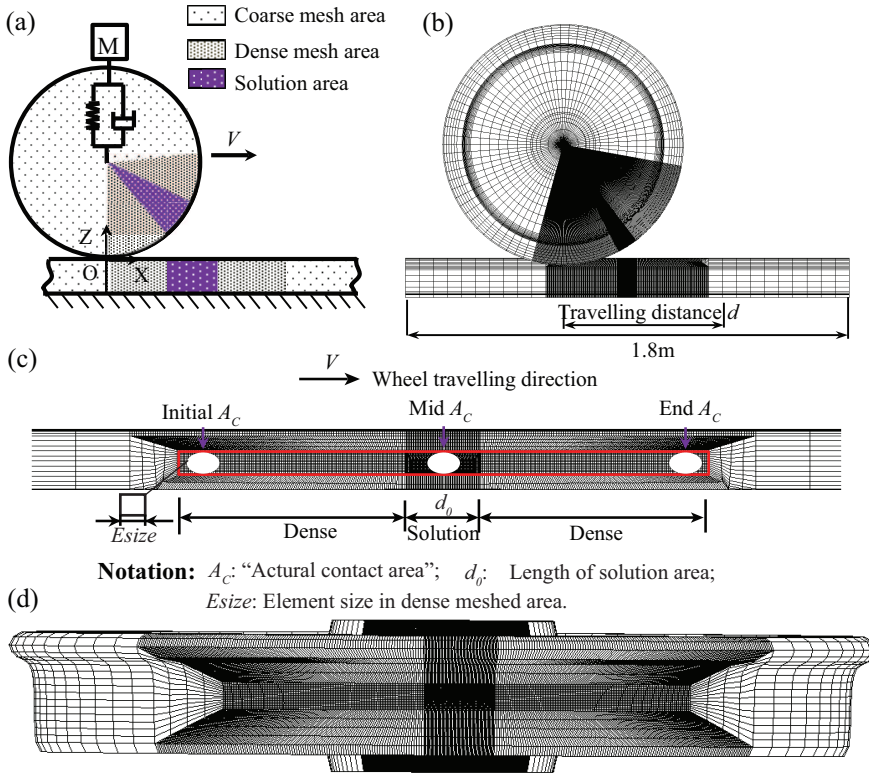 (a)
M
V
Z
O
X
Coarse mesh area
Dense mesh area
Solution area
(b)
Travelling distance d
1.8m
(c)
V
Wheel travelling direction
Initial A_C
Mid A_C
End A_C
Esize
d_0
Dense
Solution
Dense
Notation: A_C: “Actural contact area”; d_0: Length of solution area;
Esize: Element size in dense meshed area.
(d)